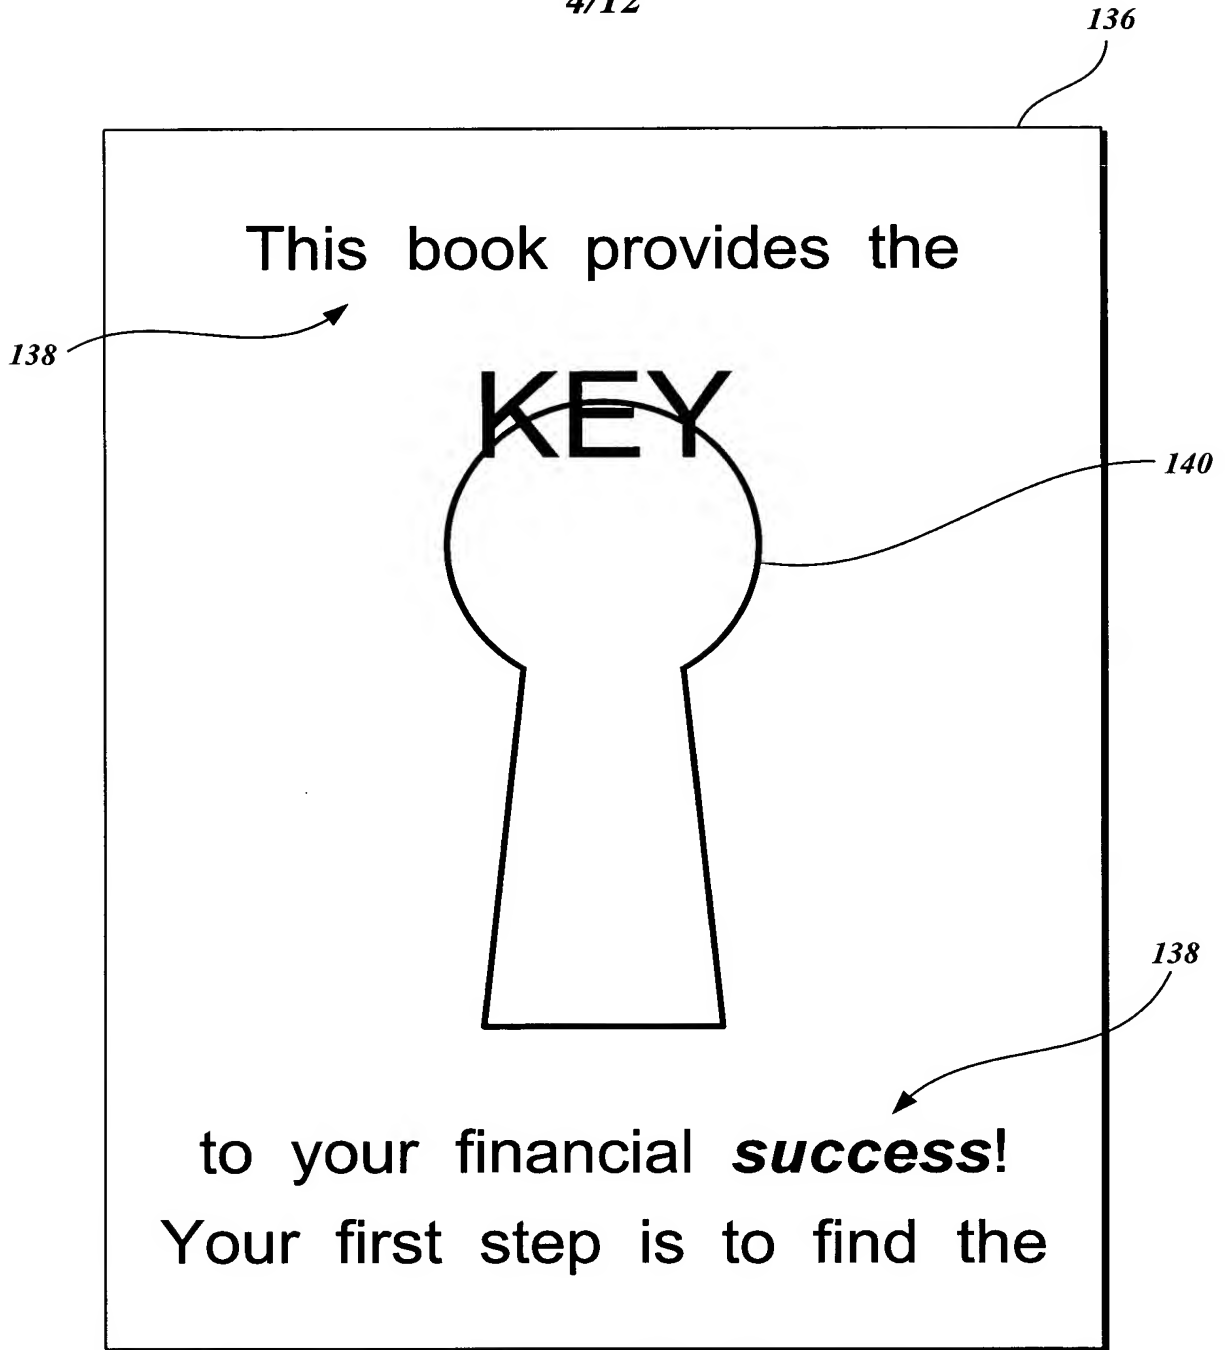 4/12
136
This book provides the
138
KEY
140
138
to your financial success!
Your first step is to find the